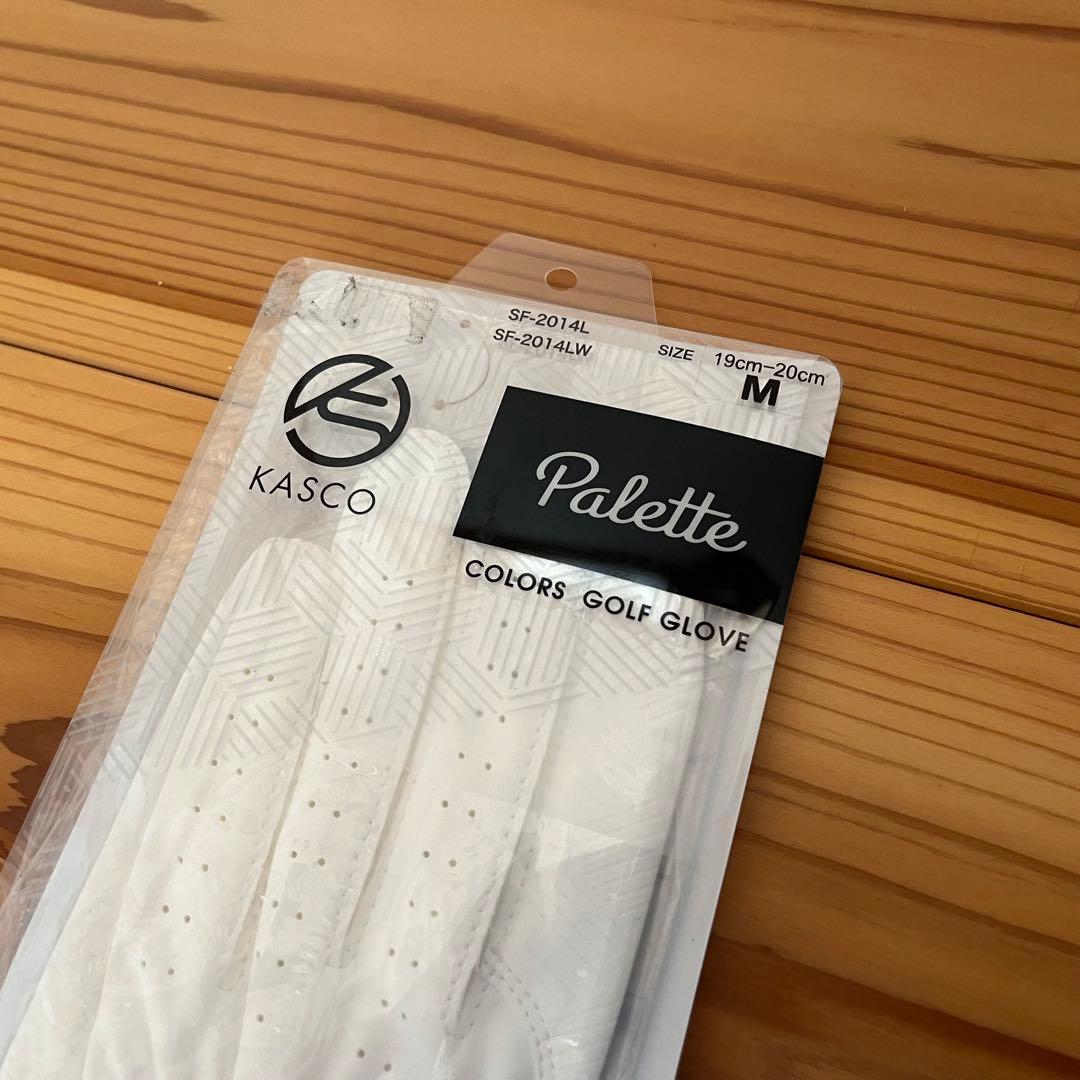 SF-2014L
SF-2014LW
SIZE 19cm-20cm
M
KASCO
Palette
COLORS GOLF GLOVE